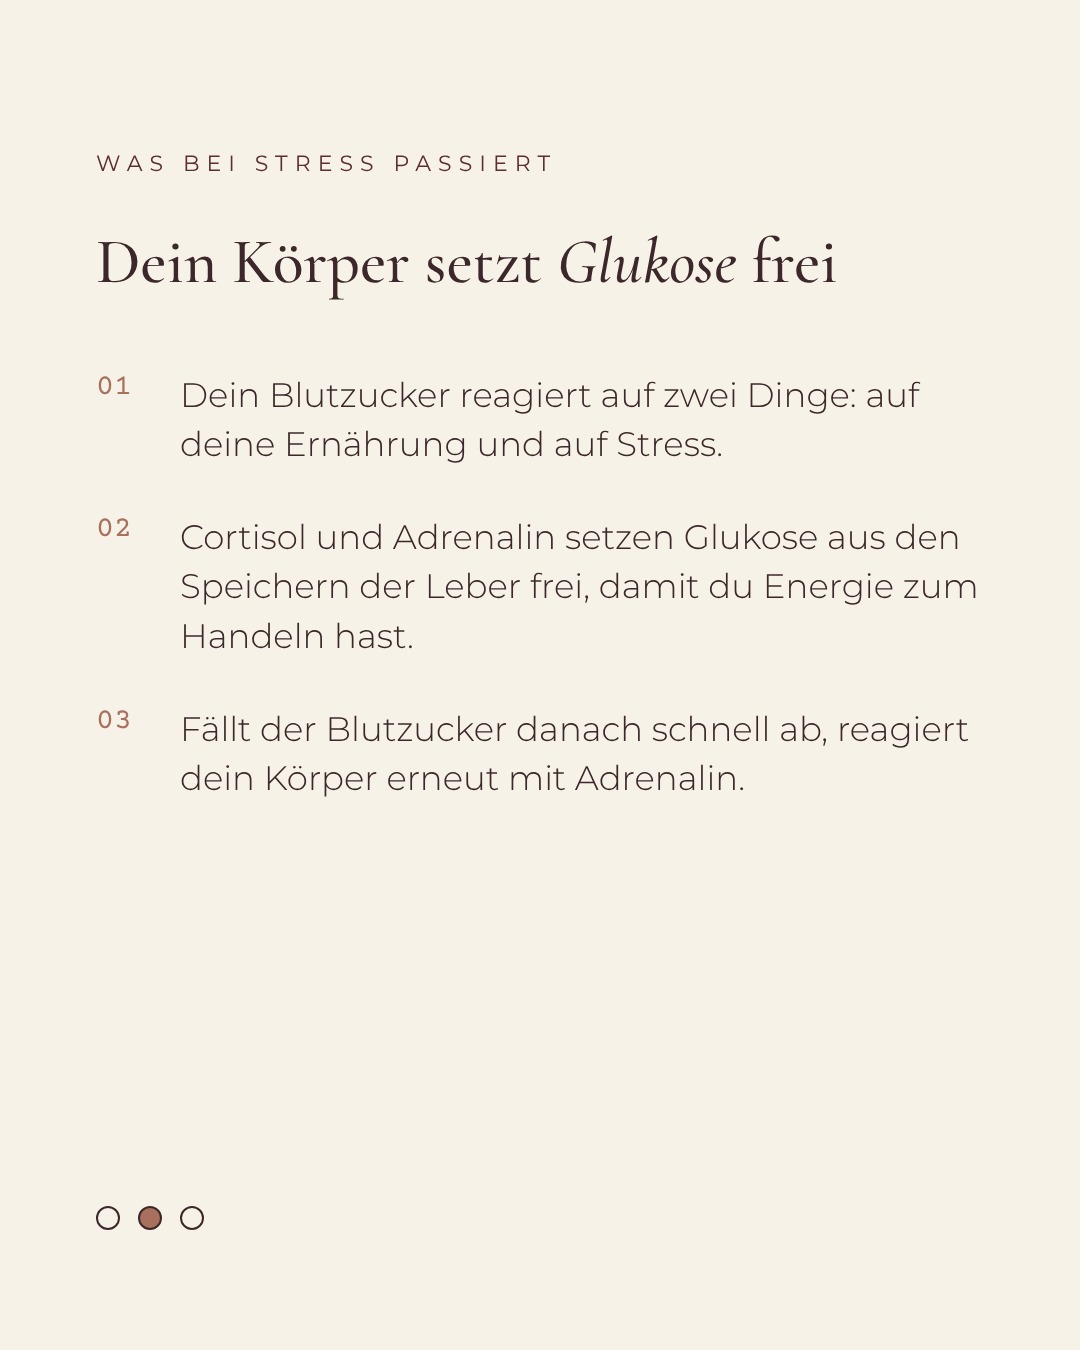 WAS BEI STRESS PASSIERT
Dein Körper setzt Glukose frei
01 Dein Blutzucker reagiert auf zwei Dinge: auf
deine Ernährung und auf Stress.
02 Cortisol und Adrenalin setzen Glukose aus den
Speichern der Leber frei, damit du Energie zum
Handeln hast.
03 Fällt der Blutzucker danach schnell ab, reagiert
dein Körper erneut mit Adrenalin.